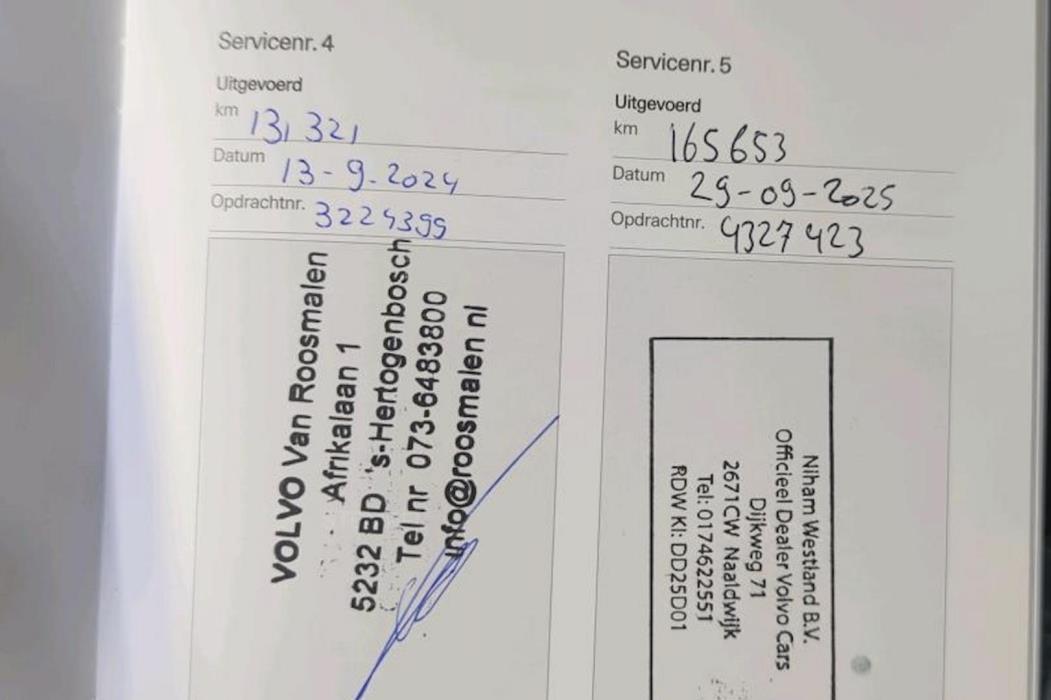 Servicenr. 4
Uitgevoerd
km 131 321
Datum 13-9-2024
Opdrachtnr. 3224399
VOLVO Van Roosmalen
Afrikalaan 1
5232 BD 's-Hertogenbosch
Tel nr 073-6483800
info@roosmalen nl
Servicenr. 5
Uitgevoerd
km 165653
Datum 29-09-2025
Opdrachtnr. 4327423
Niham Westland B.V.
Officieel Dealer Volvo Cars
Dijkweg 71
2671CW Naaldwijk
Tel: 0174622551
RDW KI: DD25D01